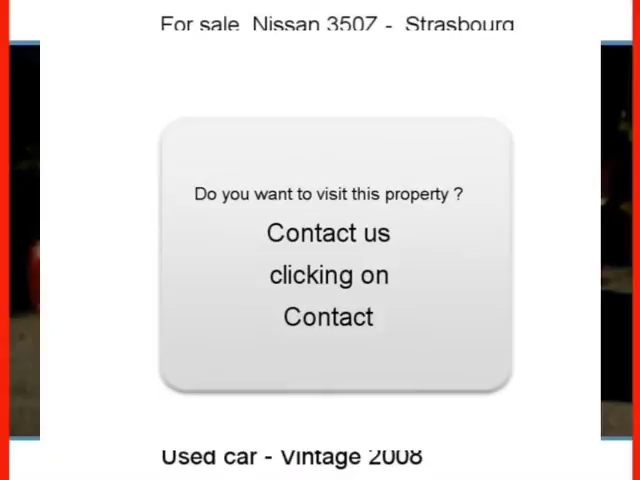 For sale  Nissan 350Z -  Strasbourg
Do you want to visit this property ?
Contact us
clicking on
Contact
Used car - Vintage 2008